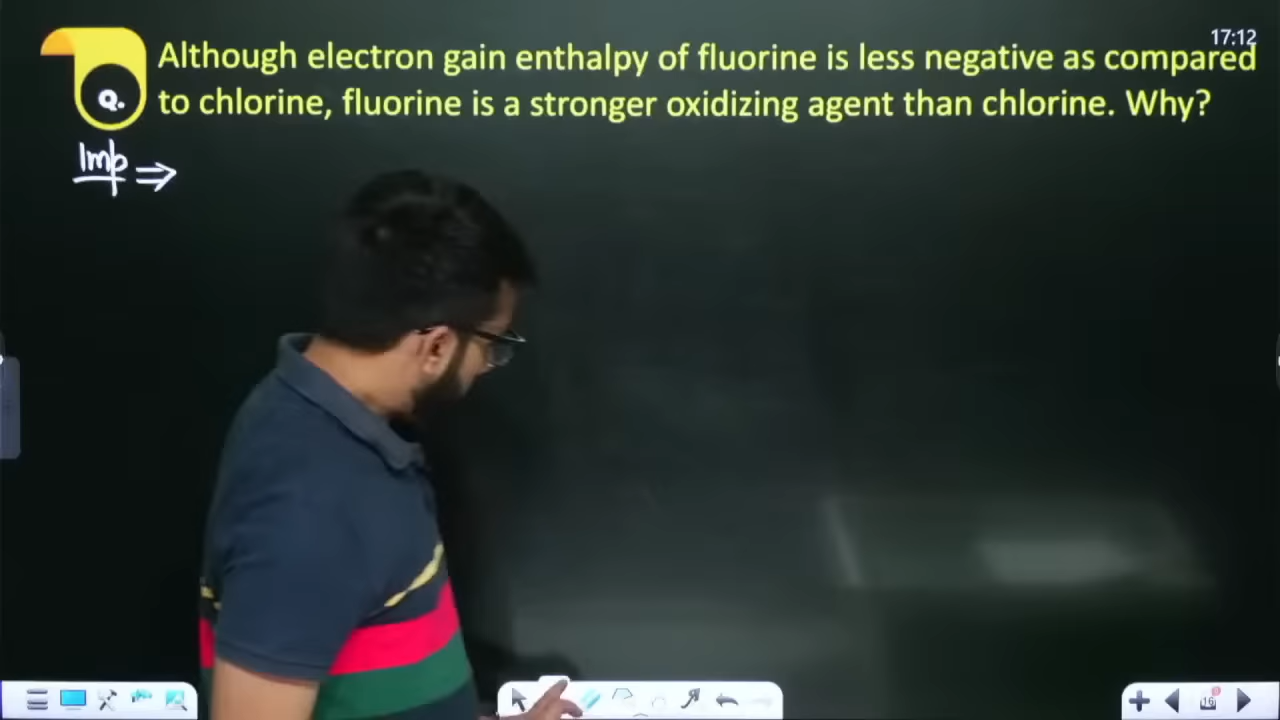 17:12
Although electron gain enthalpy of fluorine is less negative as compared
Q.
to chlorine, fluorine is a stronger oxidizing agent than chlorine. Why?
Imp ⇒
16